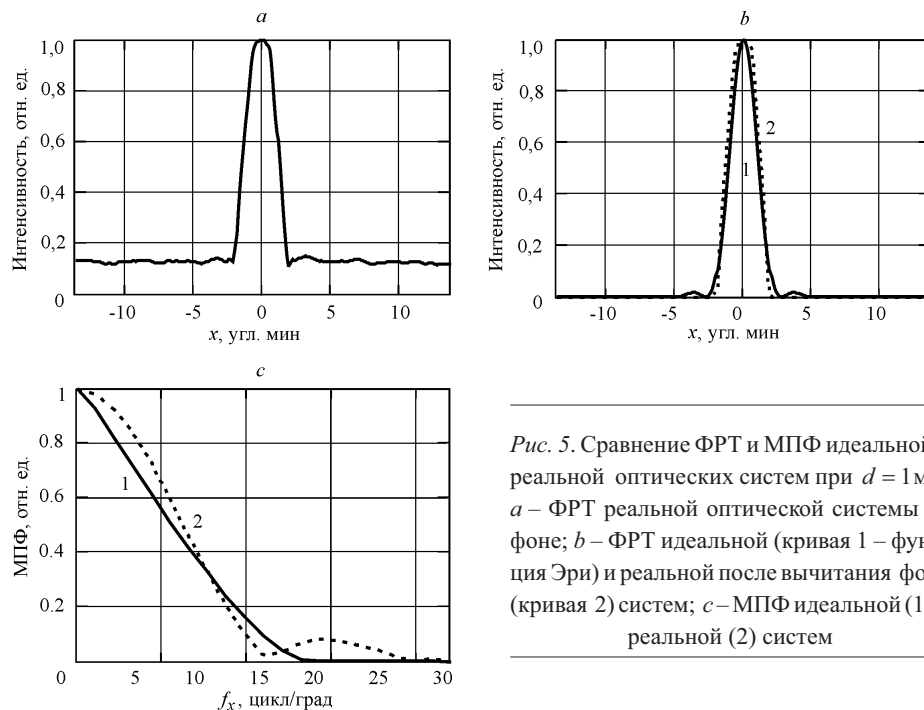 a
1,0
0,8
0,6
0,4
0,2
0
Интенсивность, отн. ед.
-10
-5
0
5
10
x, угл. мин
b
1,0
0,8
0,6
0,4
0,2
0
Интенсивность, отн. ед.
2
1
-10
-5
0
5
10
x, угл. мин
c
1
0.8
0.6
0.4
0.2
0
МПФ, отн. ед.
1
2
5
10
15
20
25
30
f_x, цикл/град
Рис. 5. Сравнение ФРТ и МПФ идеальной
реальной оптических систем при d = 1
a – ФРТ реальной оптической системы
фоне; b – ФРТ идеальной (кривая 1 –
ция Эри) и реальной после вычитания
(кривая 2) систем; c – МПФ идеальной (1
реальной (2) систем